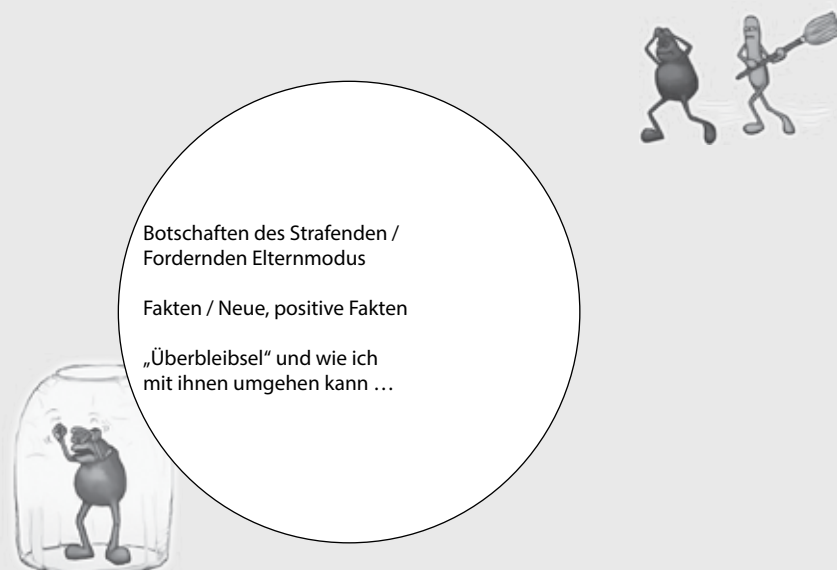 Botschaften des Strafenden /
Fordernden Elternmodus
Fakten / Neue, positive Fakten
„Überbleibsel“ und wie ich
mit ihnen umgehen kann …